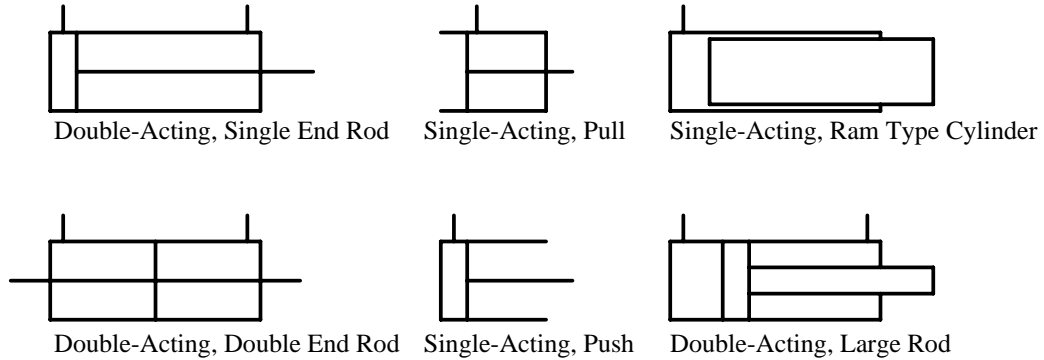 Double-Acting, Single End Rod
Single-Acting, Pull
Single-Acting, Ram Type Cylinder
Double-Acting, Double End Rod
Single-Acting, Push
Double-Acting, Large Rod